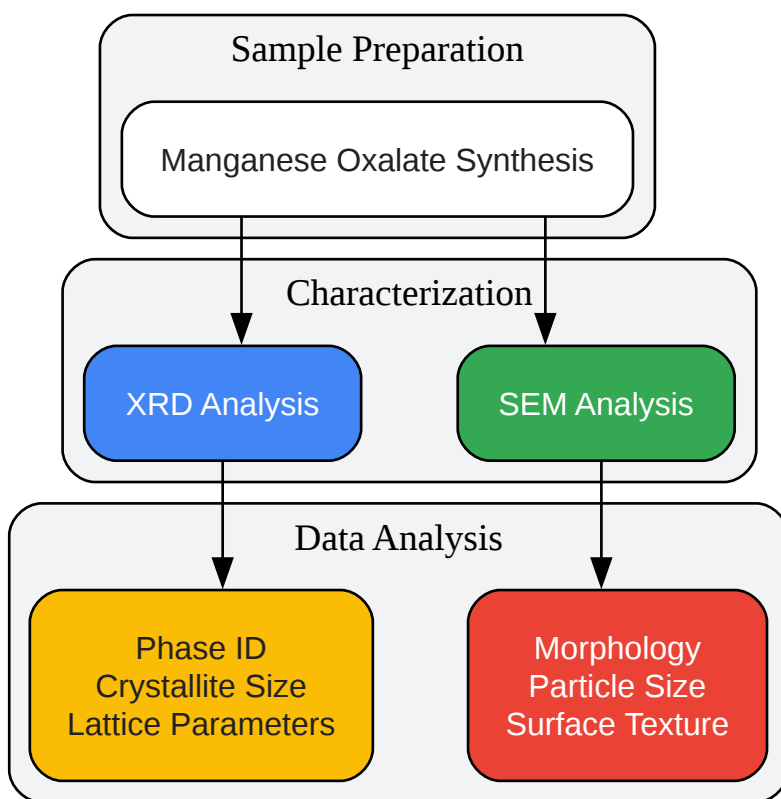 Sample Preparation
Manganese Oxalate Synthesis
Characterization
XRD Analysis
SEM Analysis
Data Analysis
Phase ID
Crystallite Size
Lattice Parameters
Morphology
Particle Size
Surface Texture